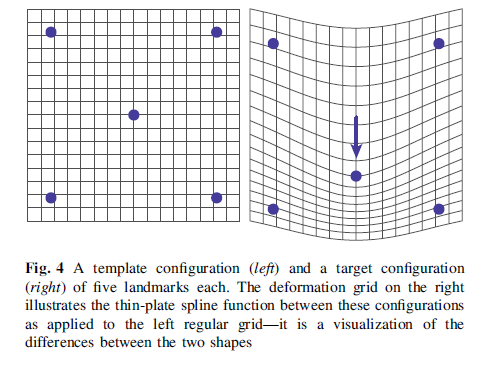 Fig. 4 A template configuration (left) and a target configuration
(right) of five landmarks each. The deformation grid on the right
illustrates the thin-plate spline function between these configurations
as applied to the left regular grid—it is a visualization of the
differences between the two shapes